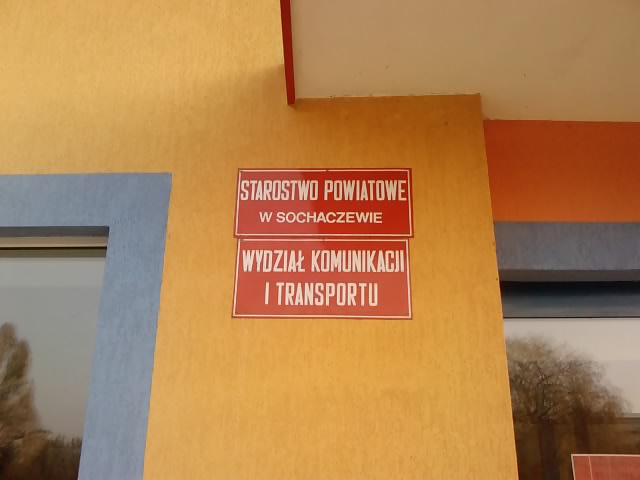 STAROSTWO POWIATOWE
W SOCHACZEWIE
WYDZIAŁ KOMUNIKACJI
I TRANSPORTU